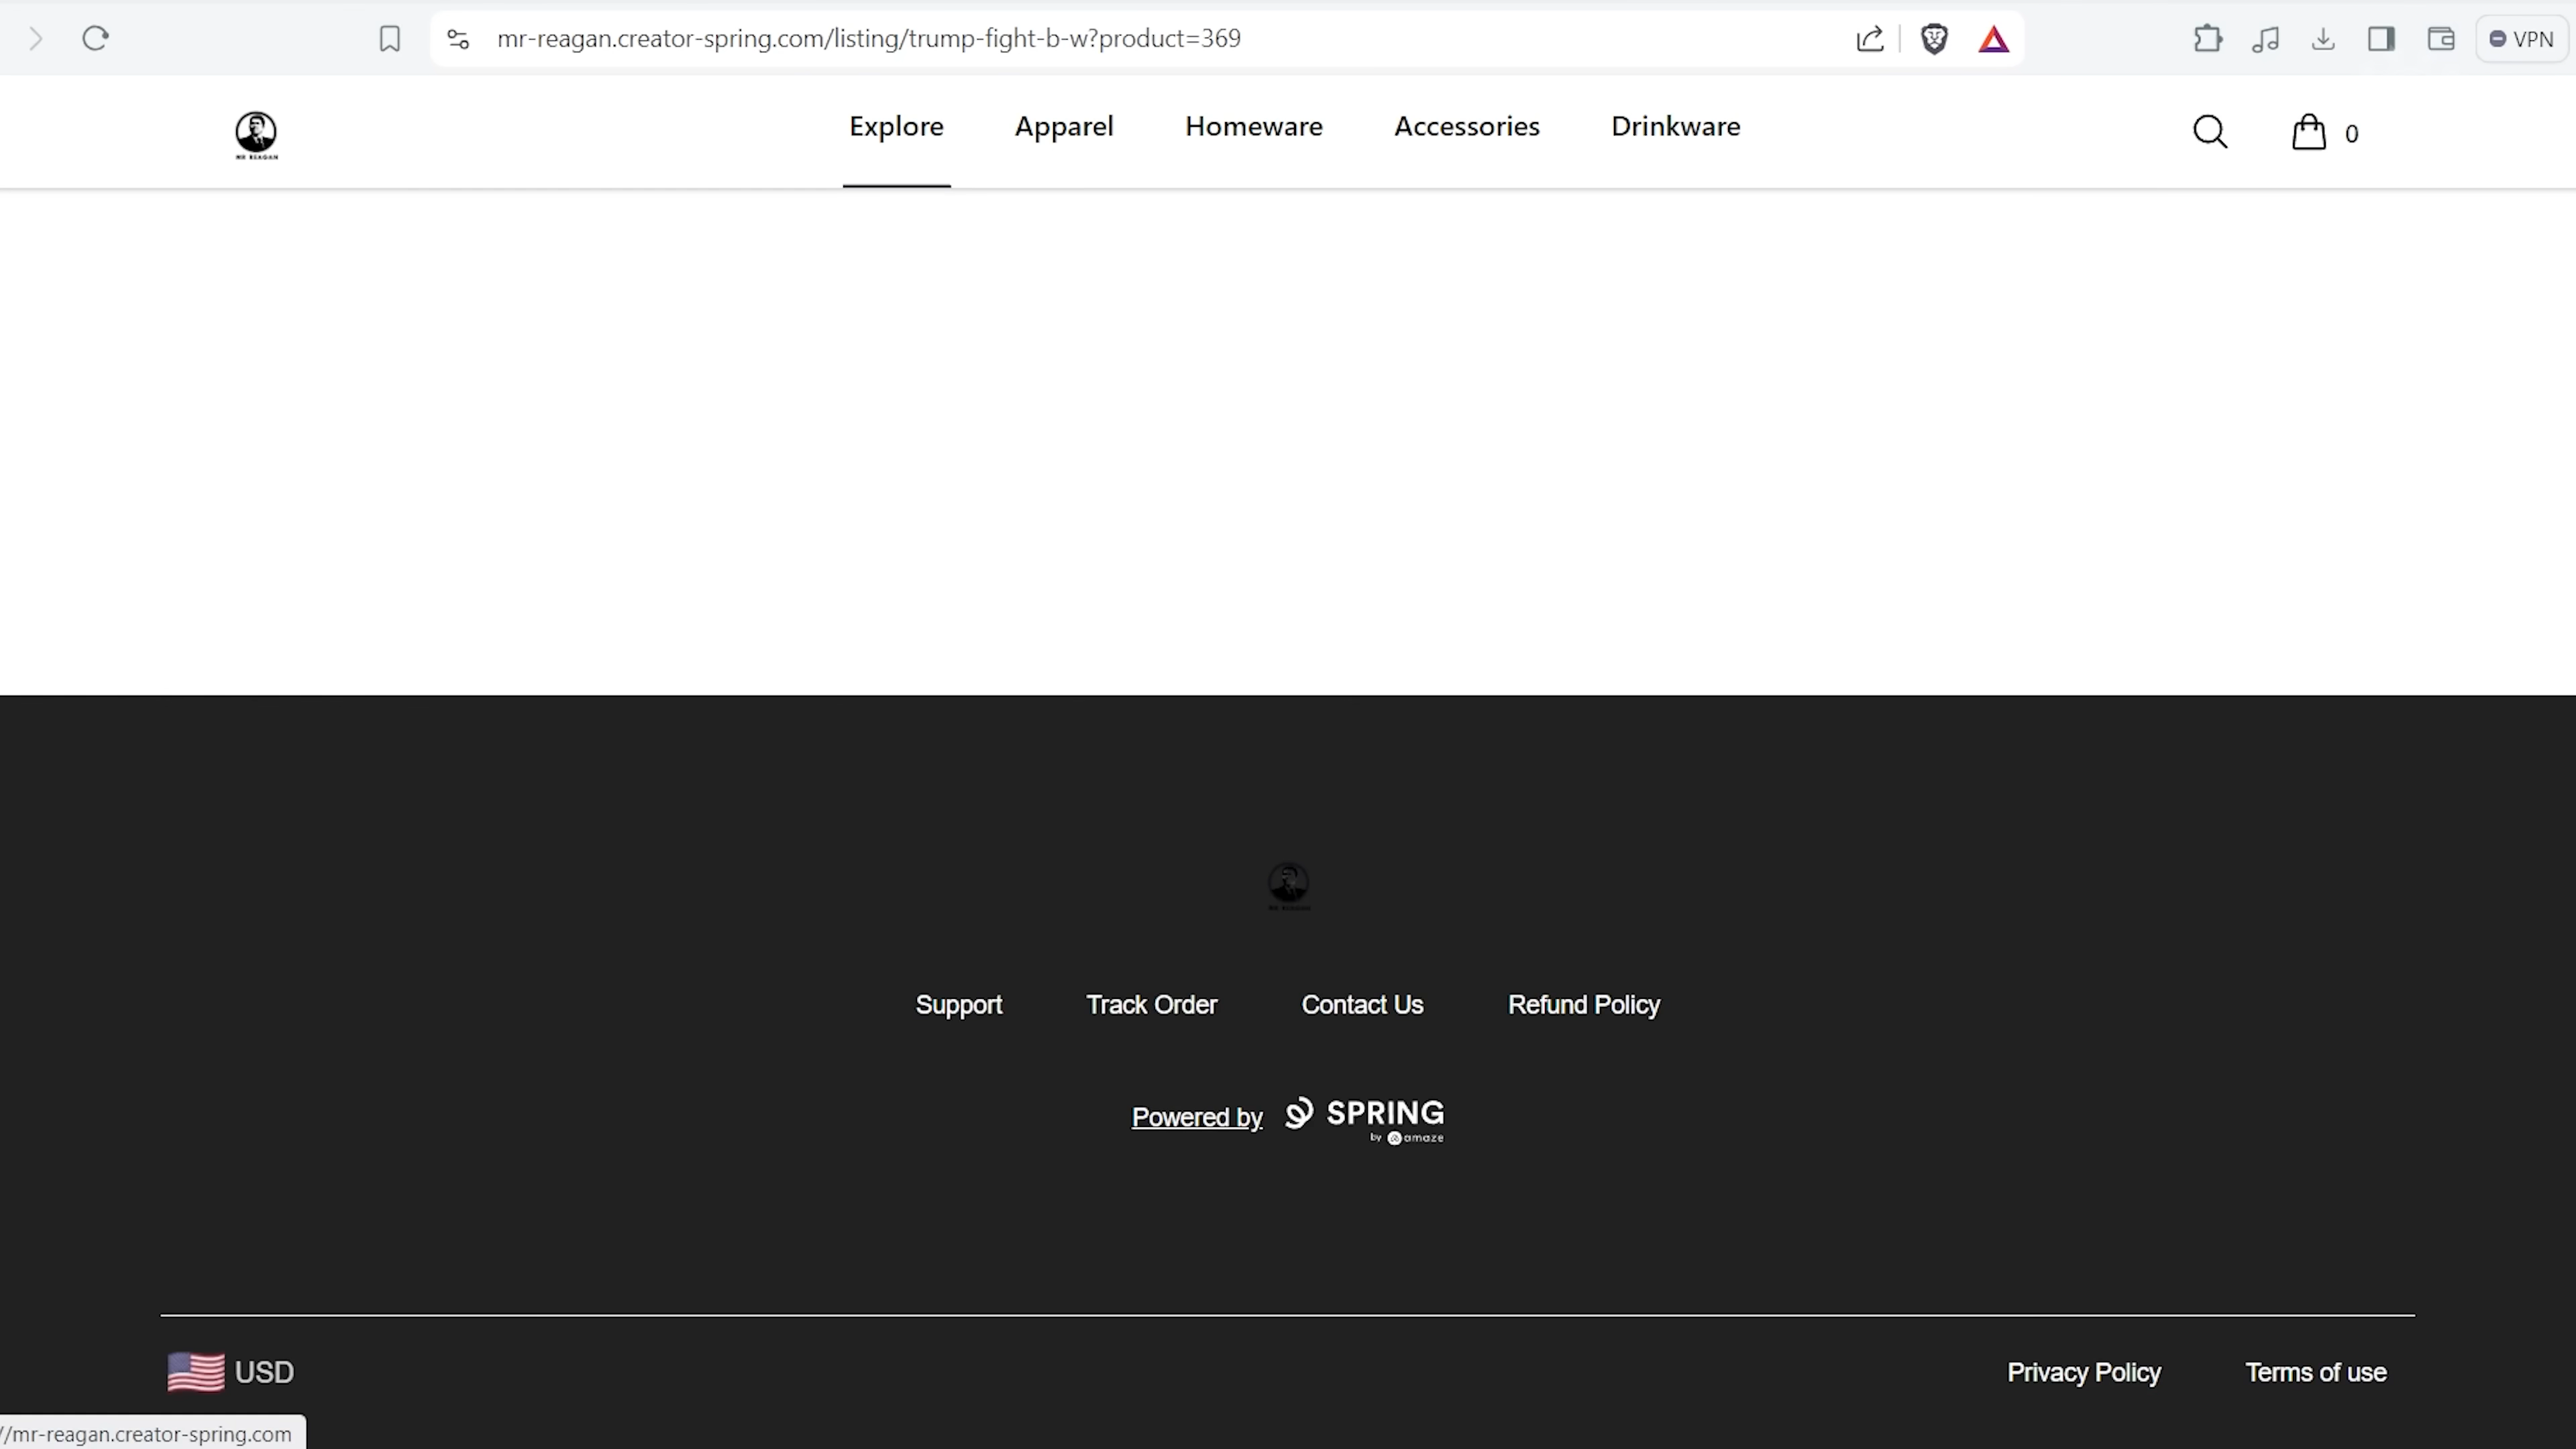 mr-reagan.creator-spring.com/listing/trump-fight-b-w?product=369
VPN
MR REAGAN
Explore
Apparel
Homeware
Accessories
Drinkware
0
MR REAGAN
Support
Track Order
Contact Us
Refund Policy
Powered by
SPRING
by amaze
USD
Privacy Policy
Terms of use
//mr-reagan.creator-spring.com